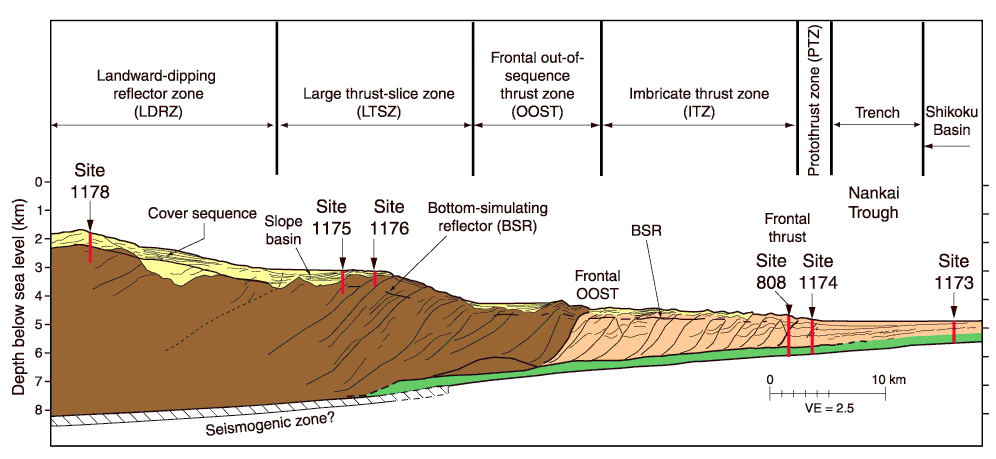 Landward-dipping
reflector zone
(LDRZ)
Large thrust-slice zone
(LTSZ)
Frontal out-of-
sequence
thrust zone
(OOST)
Imbricate thrust zone
(ITZ)
Protothrust zone (PTZ)
Trench
Shikoku
Basin
Depth below sea level (km)
0
1
2
3
4
5
6
7
8
Site
1178
Cover sequence
Slope
basin
Site
1175
Site
1176
Bottom-simulating
reflector (BSR)
Frontal
OOST
BSR
Nankai
Trough
Frontal
thrust
Site
808
Site
1174
Site
1173
Seismogenic zone?
0
10 km
VE = 2.5